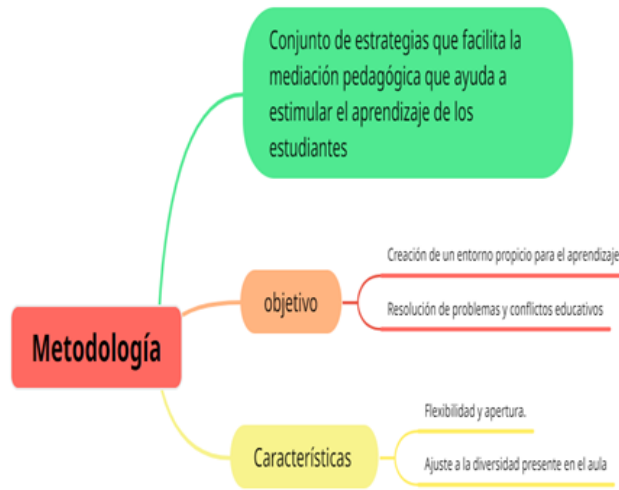 Conjunto de estrategias que facilita la
mediación pedagógica que ayuda a
estimular el aprendizaje de los
estudiantes
Creación de un entorno propicio para el aprendizaje
objetivo
Resolución de problemas y conflictos educativos
Metodología
Flexibilidad y apertura.
Características
Ajuste a la diversidad presente en el aula